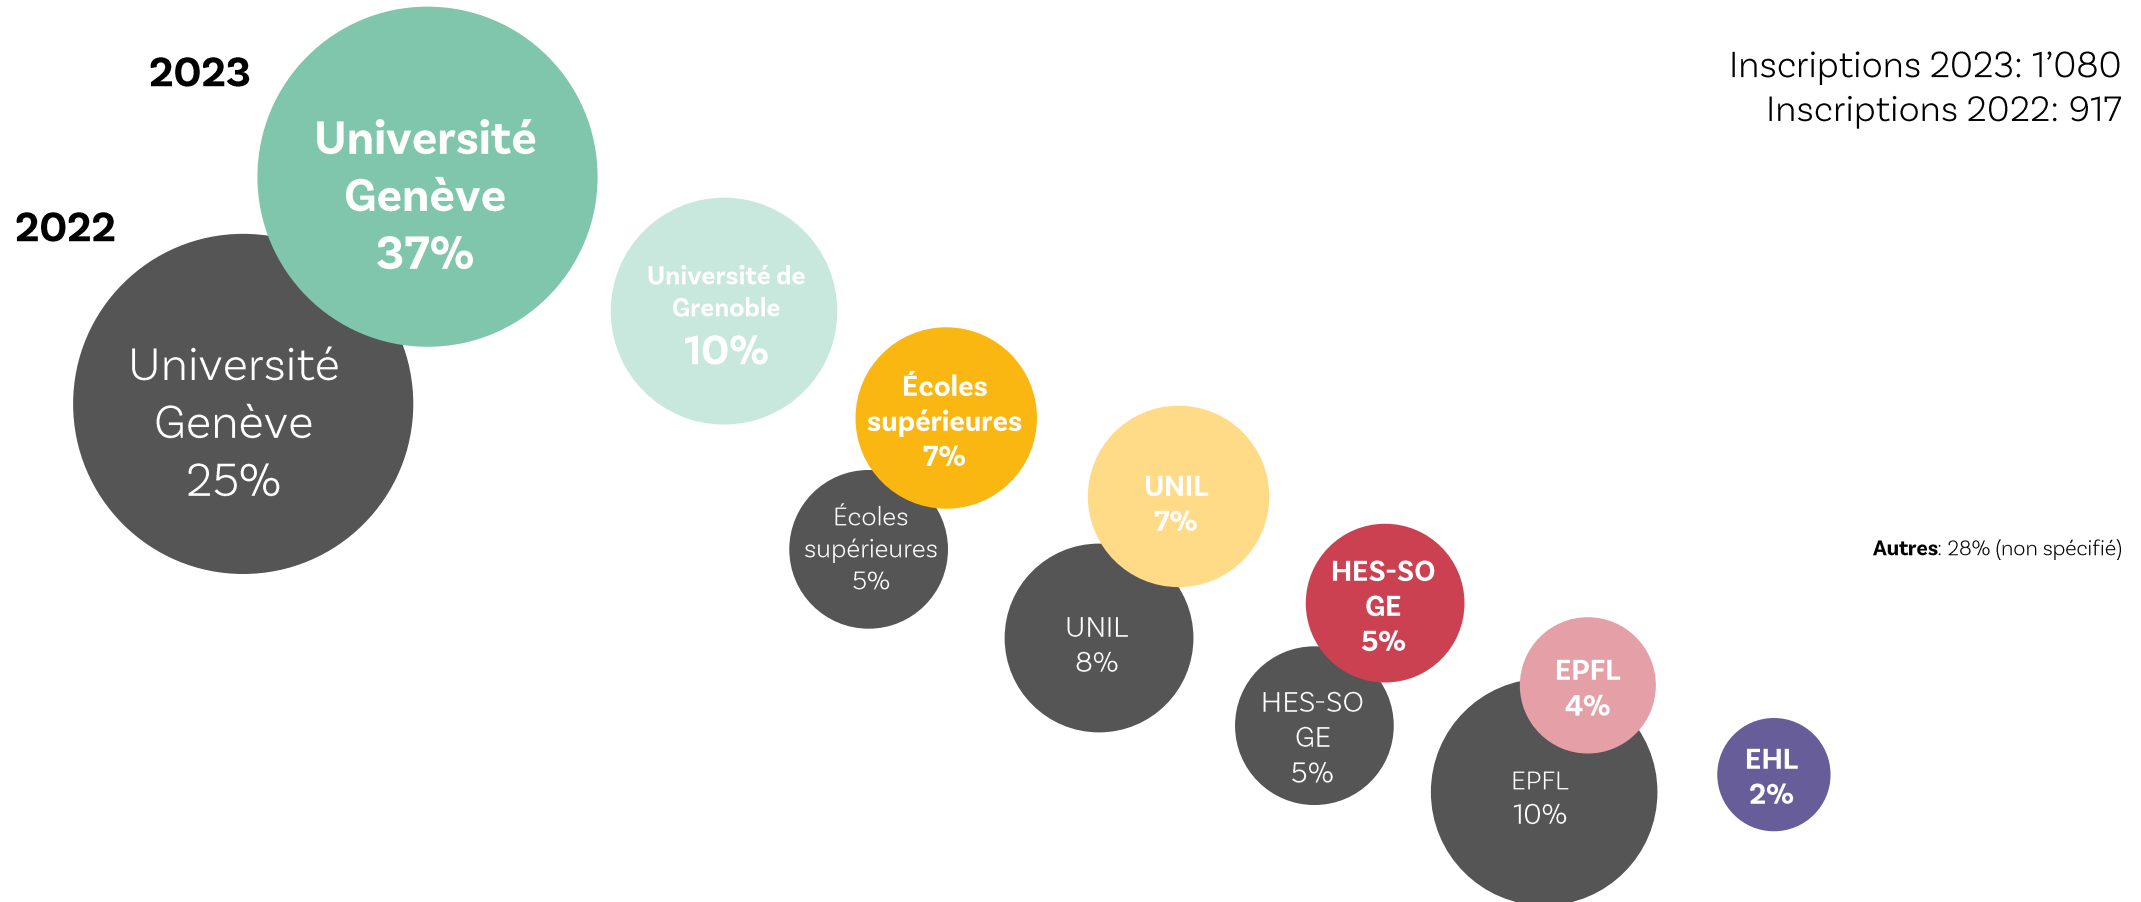 2023
Université
Genève
37%
2022
Université
Genève
25%
Université de
Grenoble
10%
Écoles
supérieures
7%
Écoles
supérieures
5%
UNIL
7%
UNIL
8%
HES-SO
GE
5%
HES-SO
GE
5%
EPFL
4%
EPFL
10%
EHL
2%
Inscriptions 2023: 1’080
Inscriptions 2022: 917
Autres: 28% (non spécifié)